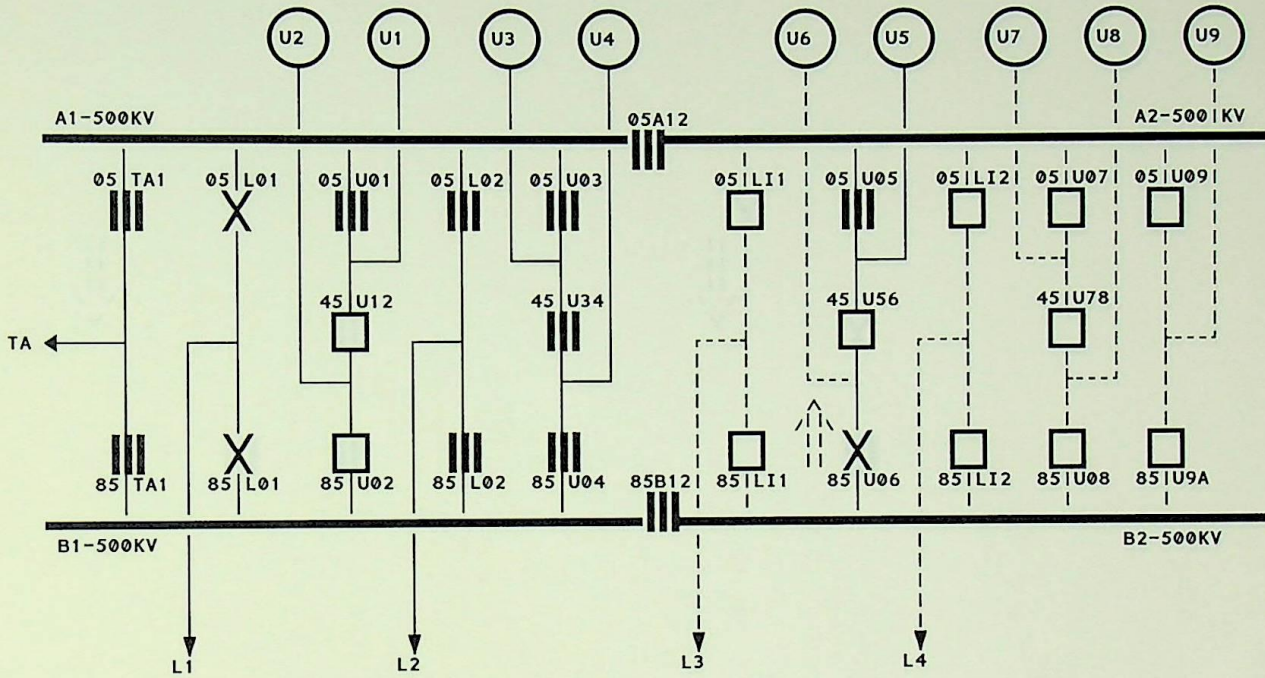 U2 U1 U3 U4 U6 U5 U7 U8 U9
A1-500KV 05A12 A2-500 KV
05 TA1 05 L01 05 U01 05 L02 05 U03 05 LI1 05 U05 05 LI2 05 U07 05 U09
45 U12 45 U34 45 U56 45 U78
TA
85 TA1 85 L01 85 U02 85 L02 85 U04 85B12 85 LI1 85 U06 85 LI2 85 U08 85 U9A
B1-500KV B2-500KV
L1 L2 L3 L4